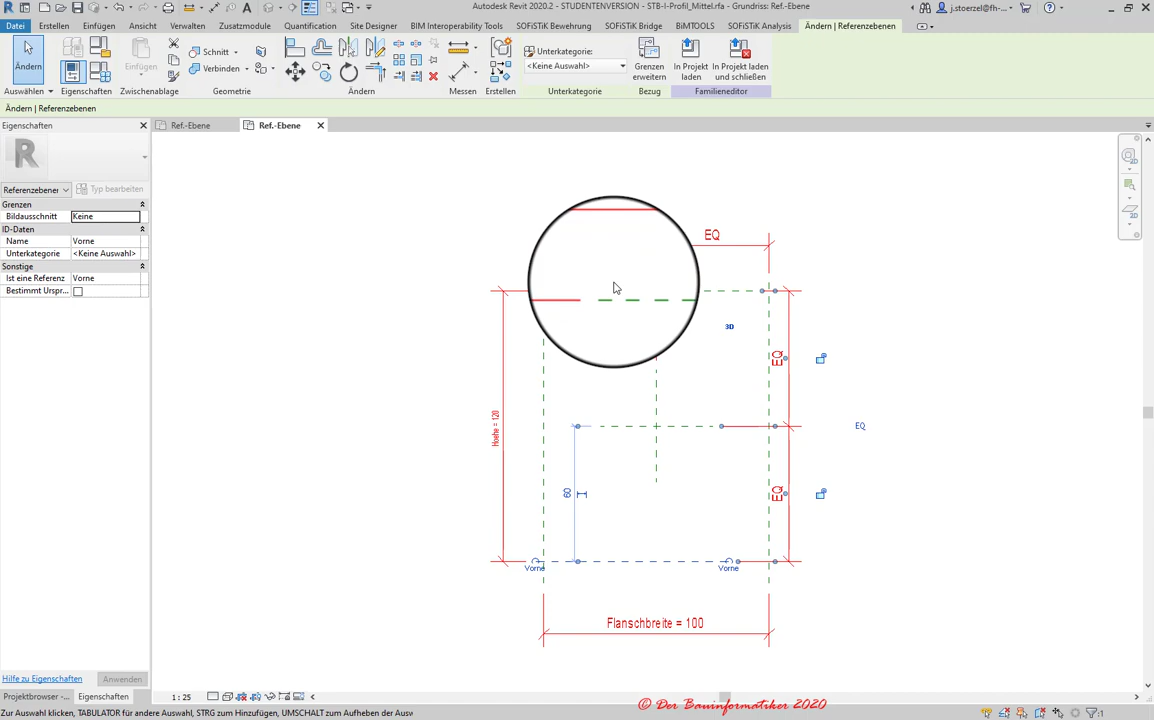 Autodesk Revit 2020.2 - STUDENTENVERSION - STB-I-Profil_Mittel.rfa - Grundriss: Ref.-Ebene
j.stoerzel@fh-...
Datei Erstellen Einfügen Ansicht Verwalten Zusatzmodule Quantification Site Designer BIM Interoperability Tools SOFiSTiK Bewehrung SOFiSTiK Bridge BiMTOOLS SOFiSTiK Analysis Ändern | Referenzebenen
Ändern
Einfügen
Schnitt
Verbinden
Unterkategorie:
<Keine Auswahl>
Grenzen erweitern
In Projekt laden
In Projekt laden und schließen
Auswählen Eigenschaften Zwischenablage Geometrie Ändern Messen Erstellen Unterkategorie Bezug Familieneditor
Ändern | Referenzebenen
Eigenschaften
Ref.-Ebene
Ref.-Ebene
R
Referenzebener
Typ bearbeiten
Grenzen
Bildausschnitt Keine
ID-Daten
Name Vorne
Unterkategorie <Keine Auswahl>
Sonstige
Ist eine Referenz Vorne
Bestimmt Urspr...
EQ
3D
EQ
Hoehe = 120
EQ
60
EQ
Vorne
Vorne
Flanschbreite = 100
Hilfe zu Eigenschaften
Anwenden
Projektbrowser -...
Eigenschaften
1 : 25
© Der Bauinformatiker 2020
Zur Auswahl klicken, TABULATOR für andere Auswahl, STRG zum Hinzufügen, UMSCHALT zum Aufheben der Ausw
:1